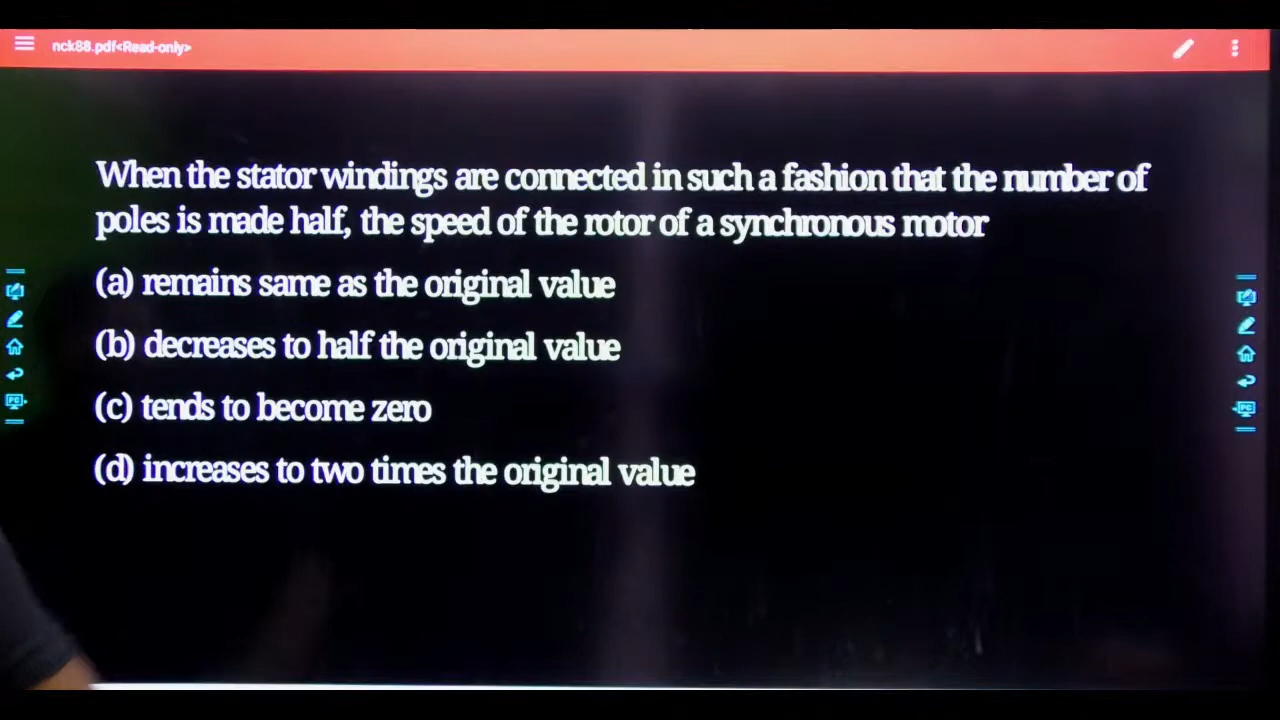 nck88.pdf<Read-only>
When the stator windings are connected in such a fashion that the number of
poles is made half, the speed of the rotor of a synchronous motor
(a) remains same as the original value
(b) decreases to half the original value
(c) tends to become zero
(d) increases to two times the original value
PC
PC